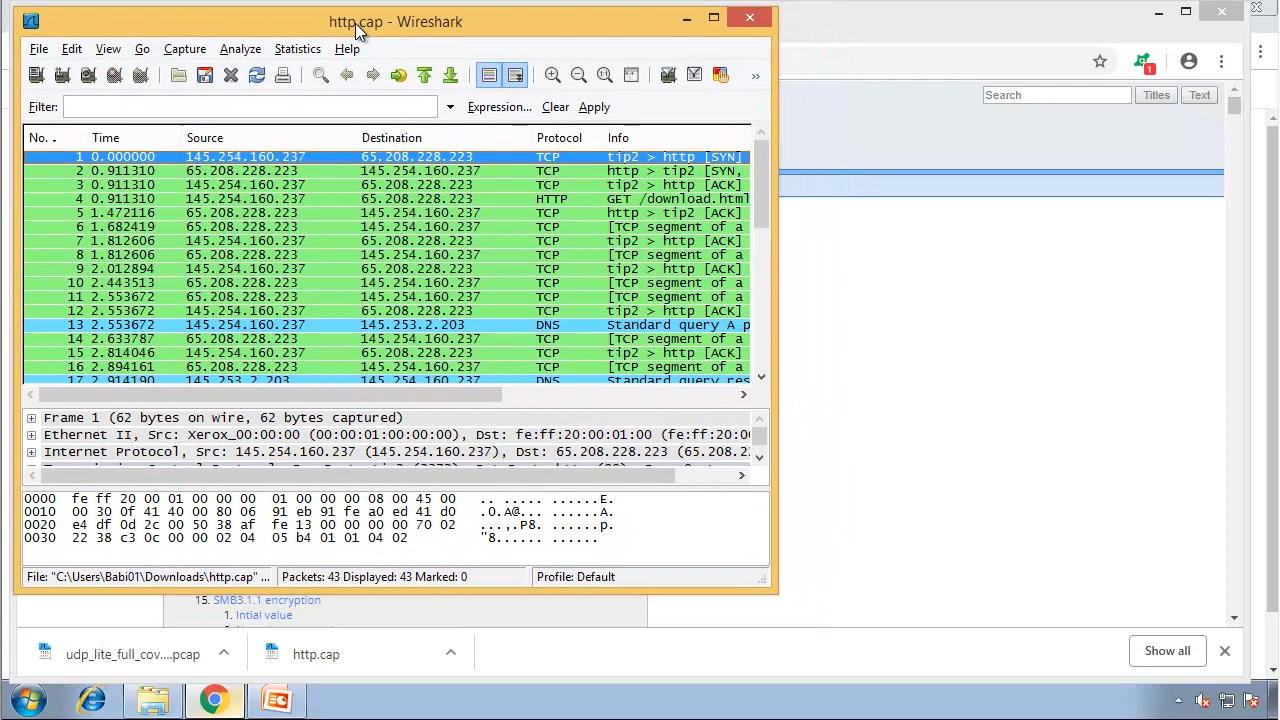 http.cap - Wireshark
File Edit View Go Capture Analyze Statistics Help
1
»
Filter: Expression... Clear Apply
Search Titles Text
No. Time Source Destination Protocol Info
1 0.000000 145.254.160.237 65.208.228.223 TCP tip2 > http [SYN]
2 0.911310 65.208.228.223 145.254.160.237 TCP http > tip2 [SYN,
3 0.911310 145.254.160.237 65.208.228.223 TCP tip2 > http [ACK]
4 0.911310 145.254.160.237 65.208.228.223 HTTP GET /download.html
5 1.472116 65.208.228.223 145.254.160.237 TCP http > tip2 [ACK]
6 1.682419 65.208.228.223 145.254.160.237 TCP [TCP segment of a
7 1.812606 145.254.160.237 65.208.228.223 TCP tip2 > http [ACK]
8 1.812606 65.208.228.223 145.254.160.237 TCP [TCP segment of a
9 2.012894 145.254.160.237 65.208.228.223 TCP tip2 > http [ACK]
10 2.443513 65.208.228.223 145.254.160.237 TCP [TCP segment of a
11 2.553672 65.208.228.223 145.254.160.237 TCP [TCP segment of a
12 2.553672 145.254.160.237 65.208.228.223 TCP tip2 > http [ACK]
13 2.553672 145.254.160.237 145.253.2.203 DNS Standard query A p
14 2.633787 65.208.228.223 145.254.160.237 TCP [TCP segment of a
15 2.814046 145.254.160.237 65.208.228.223 TCP tip2 > http [ACK]
16 2.894161 65.208.228.223 145.254.160.237 TCP [TCP segment of a
17 2.914190 145.253.2.203 145.254.160.237 DNS Standard query res
Frame 1 (62 bytes on wire, 62 bytes captured)
Ethernet II, Src: Xerox_00:00:00 (00:00:01:00:00:00), Dst: fe:ff:20:00:01:00 (fe:ff:20:00
Internet Protocol, Src: 145.254.160.237 (145.254.160.237), Dst: 65.208.228.223 (65.208.22
0000 fe ff 20 00 01 00 00 00 01 00 00 00 08 00 45 00 .. ..... ......E.
0010 00 30 0f 41 40 00 80 06 91 eb 91 fe a0 ed 41 d0 .0.A@... ......A.
0020 e4 df 0d 2c 00 50 38 af fe 13 00 00 00 00 70 02 ...,.P8. ......p.
0030 22 38 c3 0c 00 00 02 04 05 b4 01 01 04 02 "8...... ......
File: "C:\Users\Babi01\Downloads\http.cap" ... Packets: 43 Displayed: 43 Marked: 0 Profile: Default
15. SMB3.1.1 encryption
1. Intial value
udp_lite_full_cov....pcap http.cap Show all